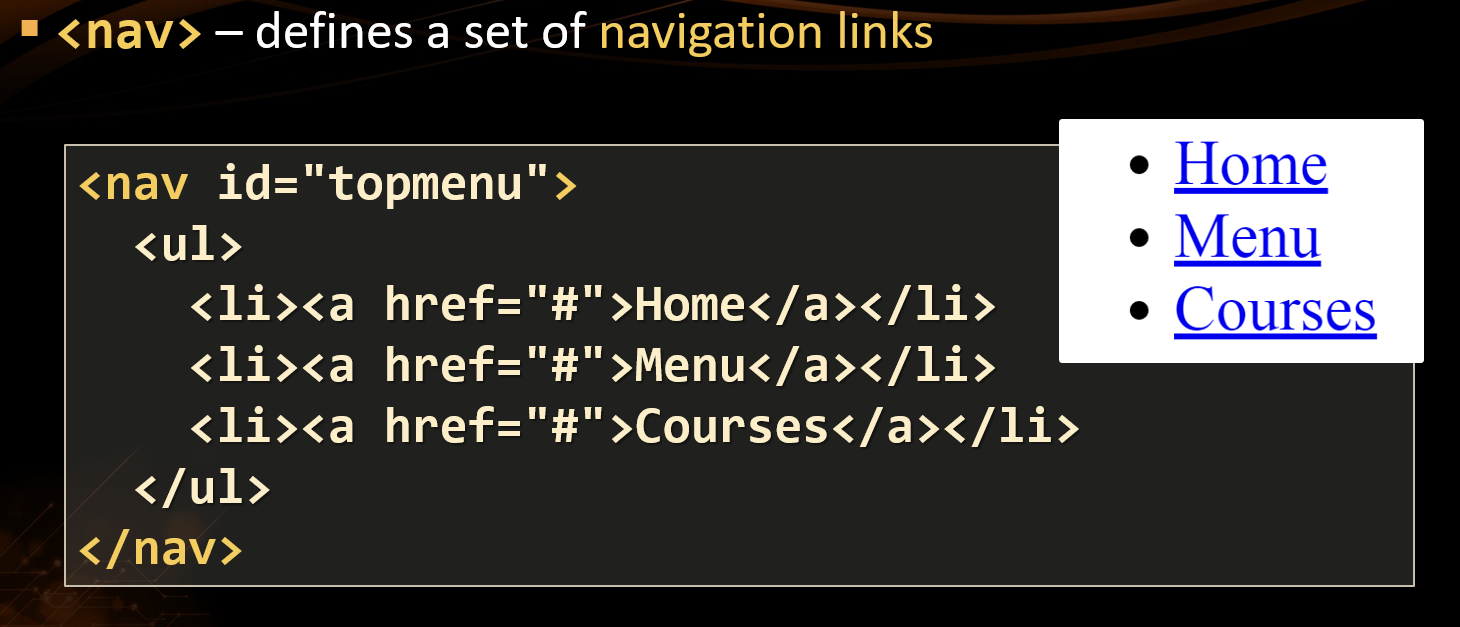 <nav> – defines a set of navigation links
<nav id="topmenu">
<ul>
<li><a href="#">Home</a></li>
<li><a href="#">Menu</a></li>
<li><a href="#">Courses</a></li>
</ul>
</nav>
Home
Menu
Courses